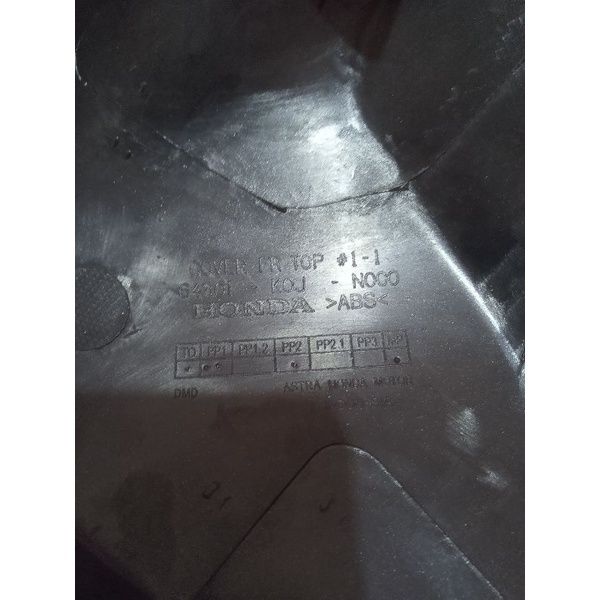 COVER FR TOP #1-1
K0J - N000
HONDA >ABS<
TO PP1 PP1.2 PP2 PP2.1 PP3 MP
DMD ASTRA HONDA MOTOR